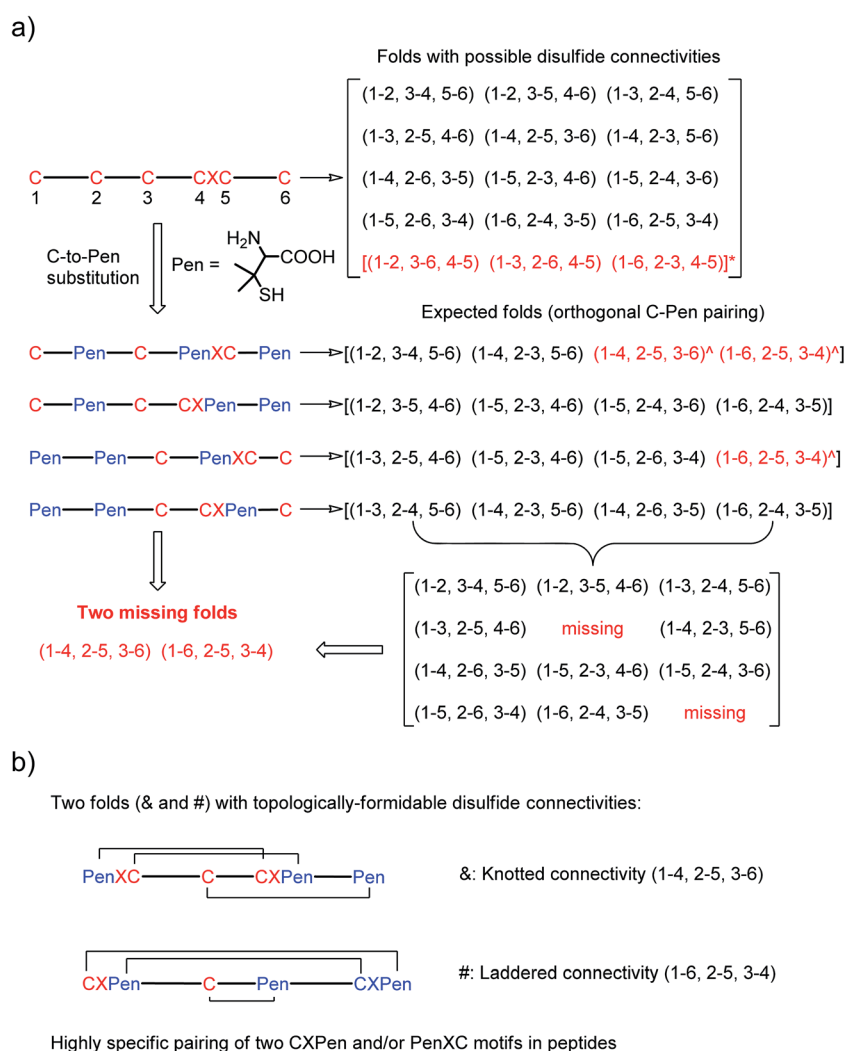 a)
Folds with possible disulfide connectivities
(1-2, 3-4, 5-6) (1-2, 3-5, 4-6) (1-3, 2-4, 5-6)
(1-3, 2-5, 4-6) (1-4, 2-5, 3-6) (1-4, 2-3, 5-6)
(1-4, 2-6, 3-5) (1-5, 2-3, 4-6) (1-5, 2-4, 3-6)
(1-5, 2-6, 3-4) (1-6, 2-4, 3-5) (1-6, 2-5, 3-4)
[(1-2, 3-6, 4-5) (1-3, 2-6, 4-5) (1-6, 2-3, 4-5)]*
C C C CXC C
1 2 3 4 5 6
C-to-Pen
substitution
Pen =
H₂N
COOH
SH
Expected folds (orthogonal C-Pen pairing)
C—Pen—C—PenXC—Pen [(1-2, 3-4, 5-6) (1-4, 2-3, 5-6) (1-4, 2-5, 3-6)^ (1-6, 2-5, 3-4)^]
C—Pen—C—CXPen—Pen [(1-2, 3-5, 4-6) (1-5, 2-3, 4-6) (1-5, 2-4, 3-6) (1-6, 2-4, 3-5)]
Pen—Pen—C—PenXC—C [(1-3, 2-5, 4-6) (1-5, 2-3, 4-6) (1-5, 2-6, 3-4) (1-6, 2-5, 3-4)^]
Pen—Pen—C—CXPen—C [(1-3, 2-4, 5-6) (1-4, 2-3, 5-6) (1-4, 2-6, 3-5) (1-6, 2-4, 3-5)]
Two missing folds
(1-4, 2-5, 3-6) (1-6, 2-5, 3-4)
(1-2, 3-4, 5-6) (1-2, 3-5, 4-6) (1-3, 2-4, 5-6)
(1-3, 2-5, 4-6) missing (1-4, 2-3, 5-6)
(1-4, 2-6, 3-5) (1-5, 2-3, 4-6) (1-5, 2-4, 3-6)
(1-5, 2-6, 3-4) (1-6, 2-4, 3-5) missing
b)
Two folds (& and #) with topologically-formidable disulfide connectivities:
PenXC—C—CXPen—Pen
&: Knotted connectivity (1-4, 2-5, 3-6)
CXPen—C—Pen—CXPen
#: Laddered connectivity (1-6, 2-5, 3-4)
Highly specific pairing of two CXPen and/or PenXC motifs in peptides